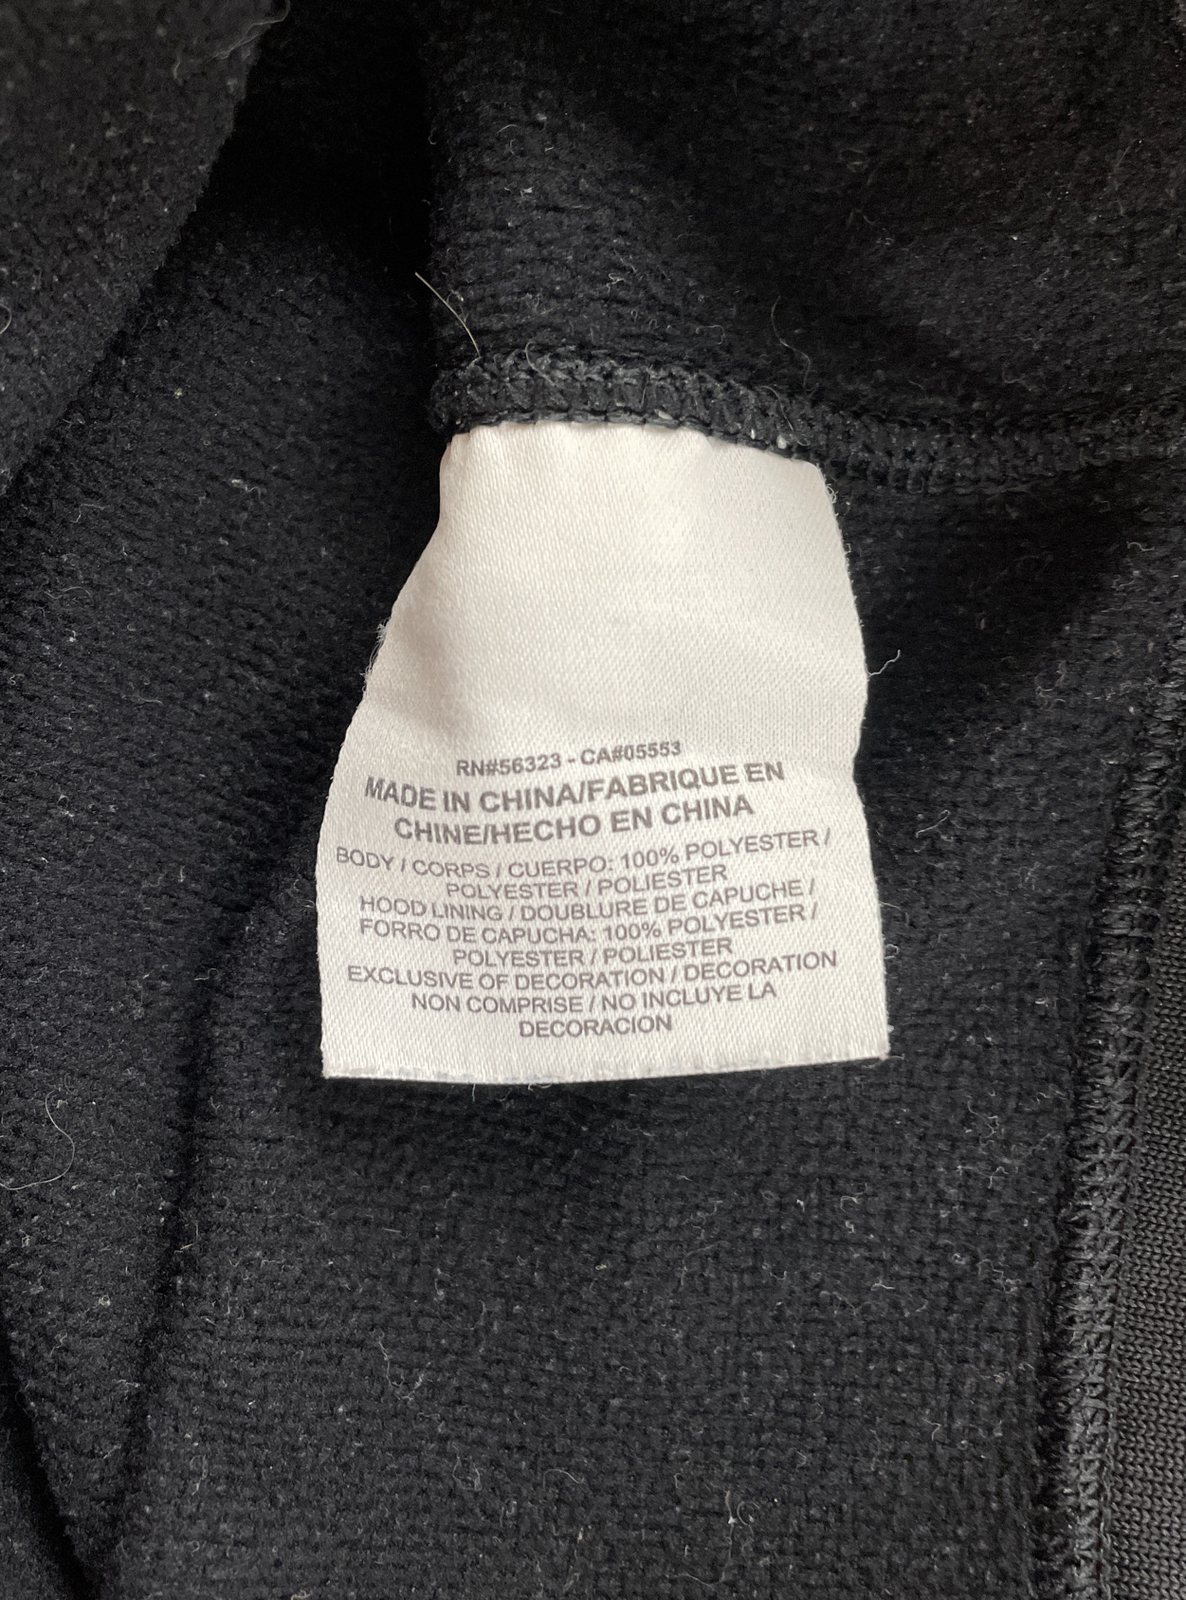 RN#56323 - CA#05553
MADE IN CHINA/FABRIQUE EN
CHINE/HECHO EN CHINA
BODY / CORPS / CUERPO: 100% POLYESTER /
POLYESTER / POLIESTER
HOOD LINING / DOUBLURE DE CAPUCHE /
FORRO DE CAPUCHA: 100% POLYESTER /
POLYESTER / POLIESTER
EXCLUSIVE OF DECORATION / DECORATION
NON COMPRISE / NO INCLUYE LA
DECORACION